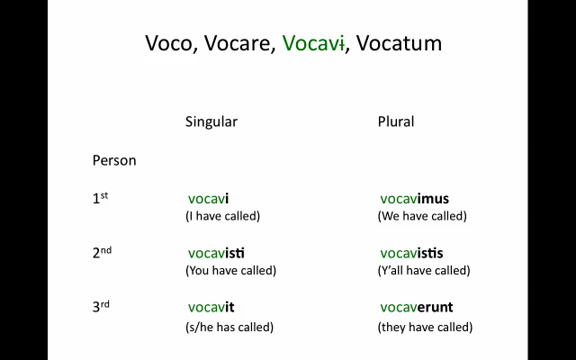 Voco, Vocare, Vocavi, Vocatum
Singular Plural
Person
1st vocavi vocavimus
(I have called) (We have called)
2nd vocavisti vocavistis
(You have called) (Y'all have called)
3rd vocavit vocaverunt
(s/he has called) (they have called)